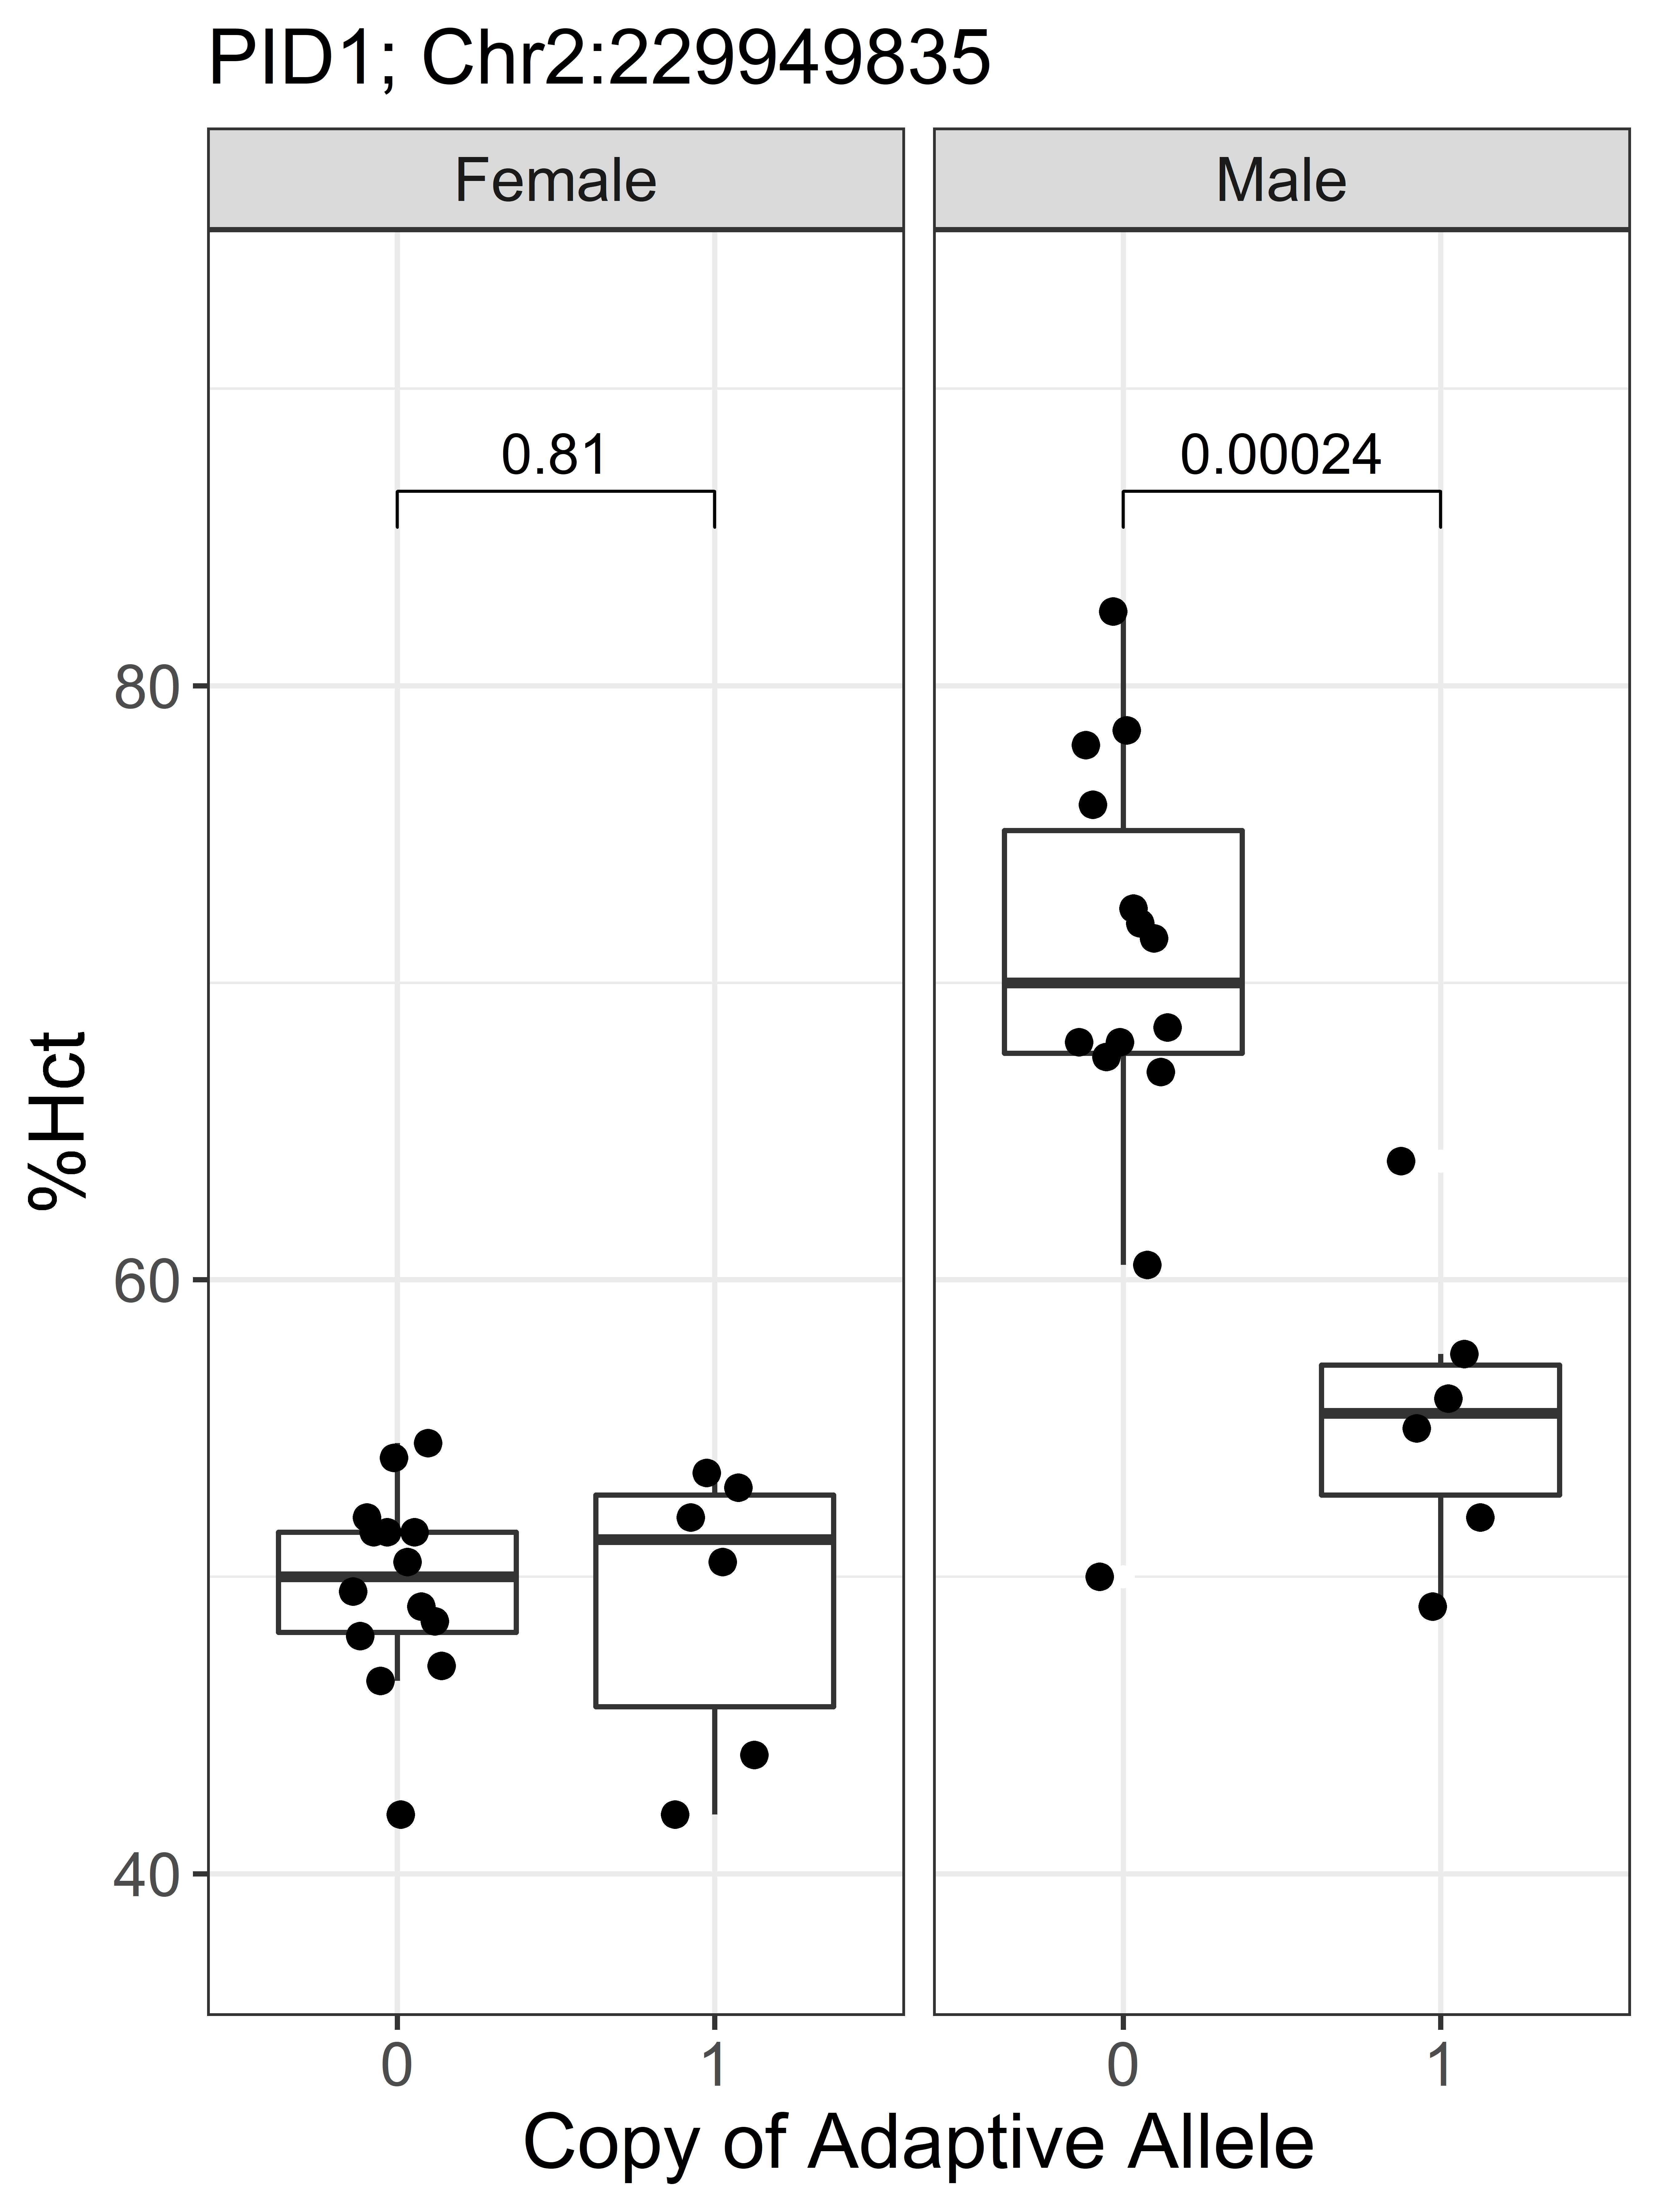 PID1; Chr2:229949835
Female
Male
0.81
0.00024
80
60
40
%Hct
0
1
0
1
Copy of Adaptive Allele